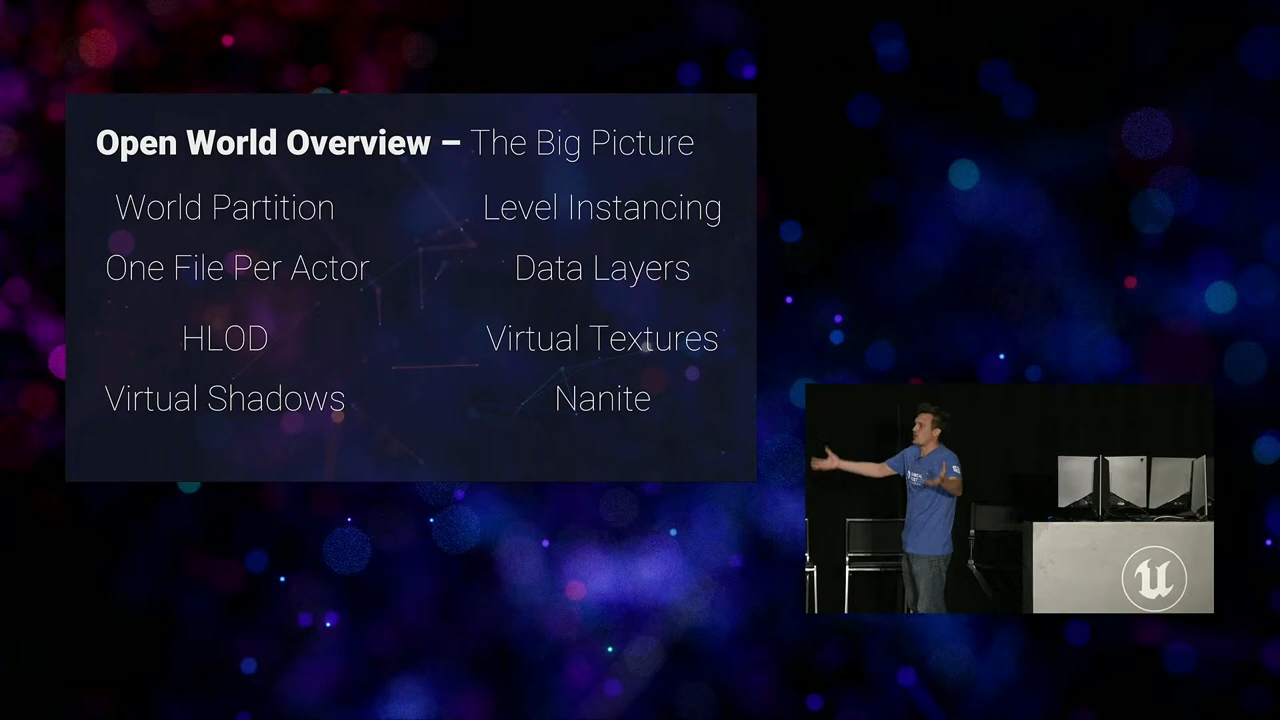 Open World Overview – The Big Picture
World Partition
Level Instancing
One File Per Actor
Data Layers
HLOD
Virtual Textures
Virtual Shadows
Nanite